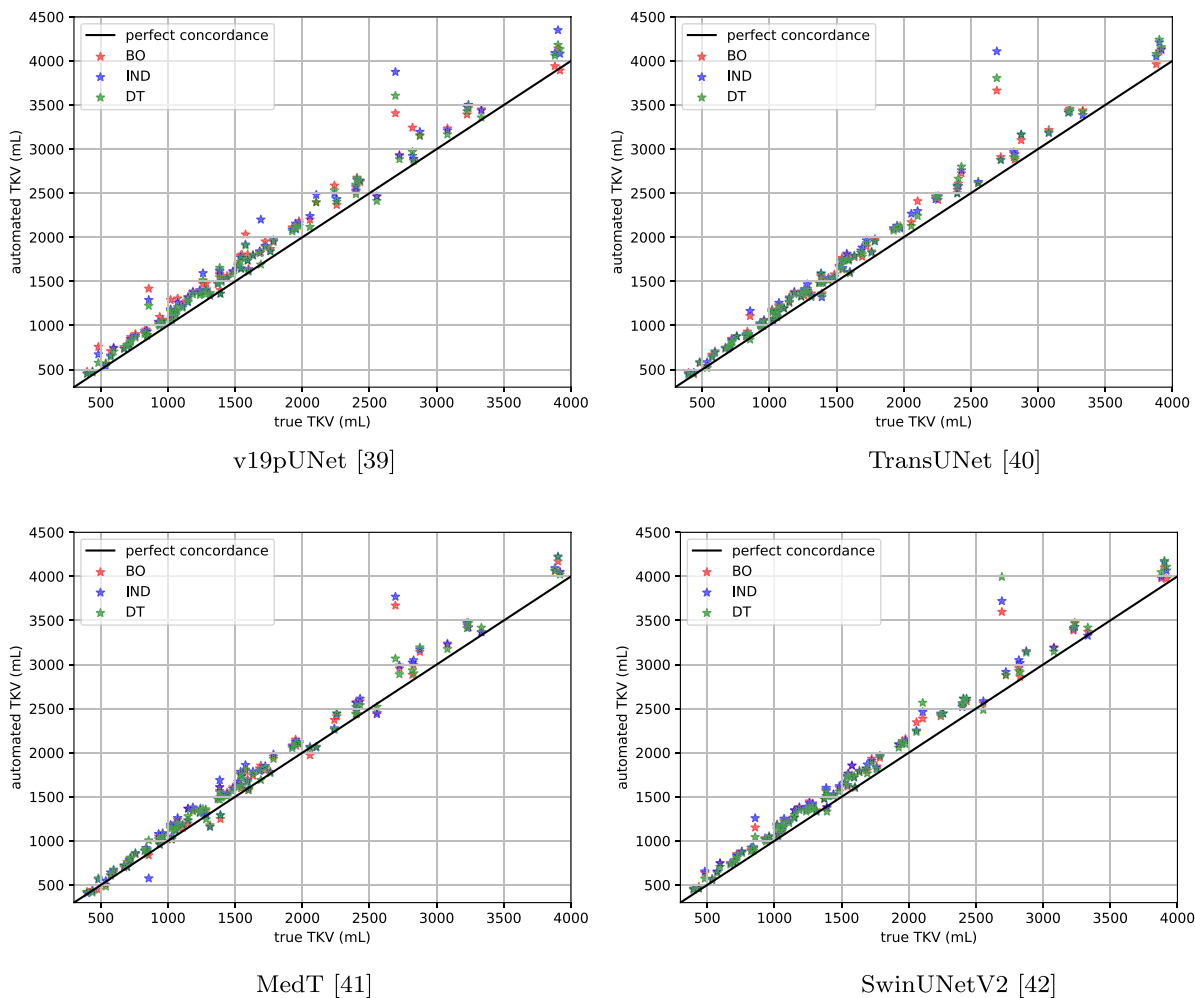 4500
4000
3500
3000
2500
2000
1500
1000
500
automated TKV (mL)
perfect concordance
BO
IND
DT
500 1000 1500 2000 2500 3000 3500 4000
true TKV (mL)
v19pUNet [39]
4500
4000
3500
3000
2500
2000
1500
1000
500
automated TKV (mL)
perfect concordance
BO
IND
DT
500 1000 1500 2000 2500 3000 3500 4000
true TKV (mL)
TransUNet [40]
4500
4000
3500
3000
2500
2000
1500
1000
500
automated TKV (mL)
perfect concordance
BO
IND
DT
500 1000 1500 2000 2500 3000 3500 4000
true TKV (mL)
MedT [41]
4500
4000
3500
3000
2500
2000
1500
1000
500
automated TKV (mL)
perfect concordance
BO
IND
DT
500 1000 1500 2000 2500 3000 3500 4000
true TKV (mL)
SwinUNetV2 [42]